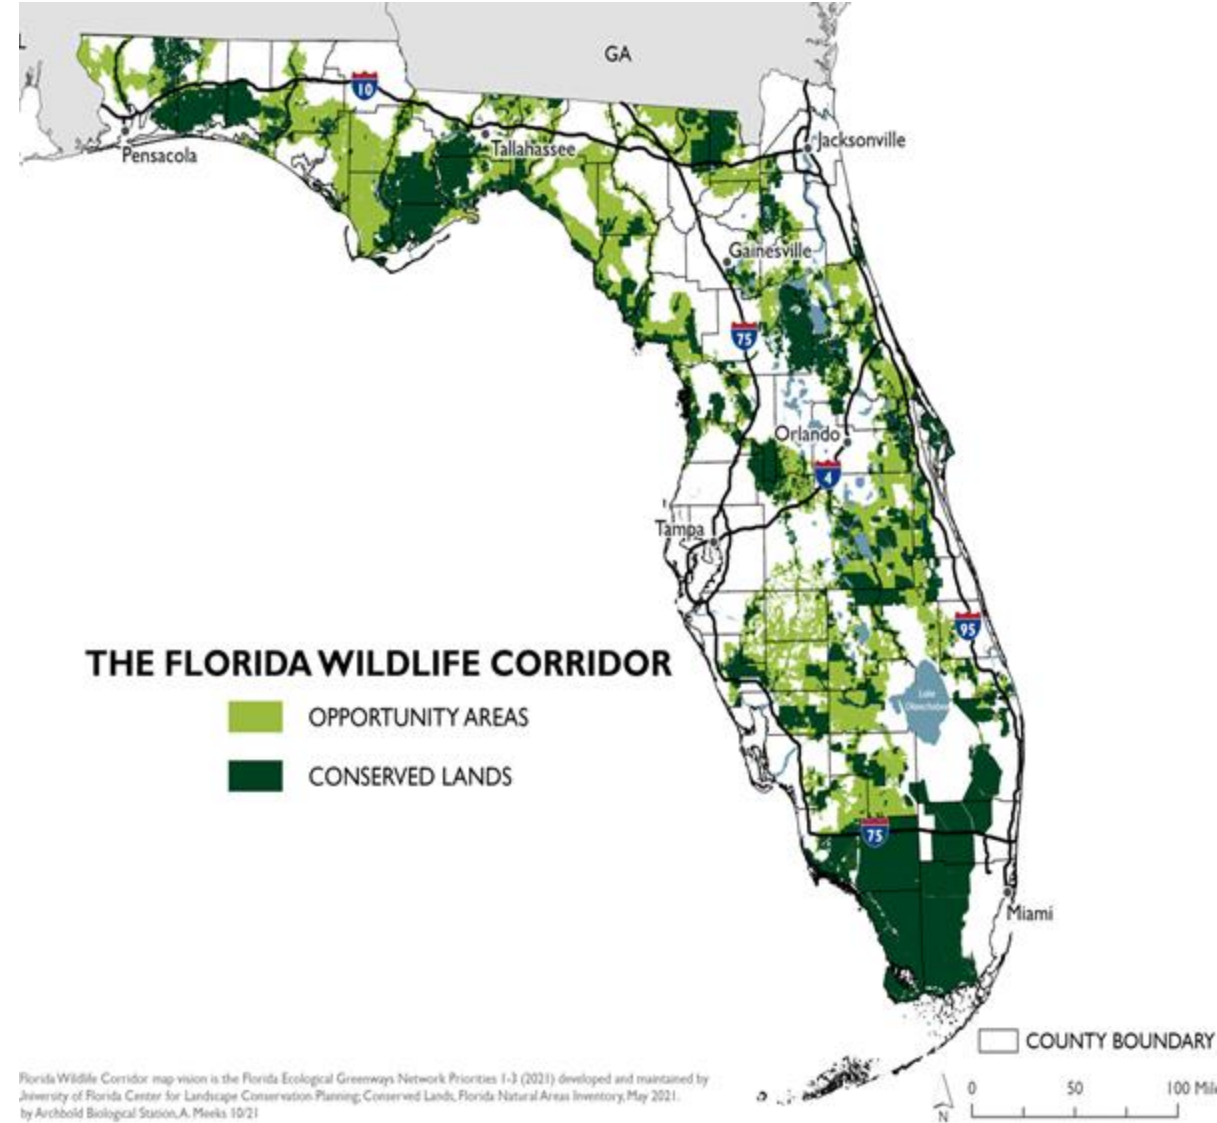 L
GA
10
Pensacola
Tallahassee
Jacksonville
Gainesville
75
Orlando
4
Tampa
95
THE FLORIDA WILDLIFE CORRIDOR
OPPORTUNITY AREAS
CONSERVED LANDS
Lake
Okeechobee
75
Miami
COUNTY BOUNDARY
Florida Wildlife Corridor map vision is the Florida Ecological Greenways Network Priorities 1-3 (2021) developed and maintained by
University of Florida Center for Landscape Conservation Planning; Conserved Lands, Florida Natural Areas Inventory, May 2021.
by Archbold Biological Station, A. Meeks 10/21
N
0 50 100 Mil